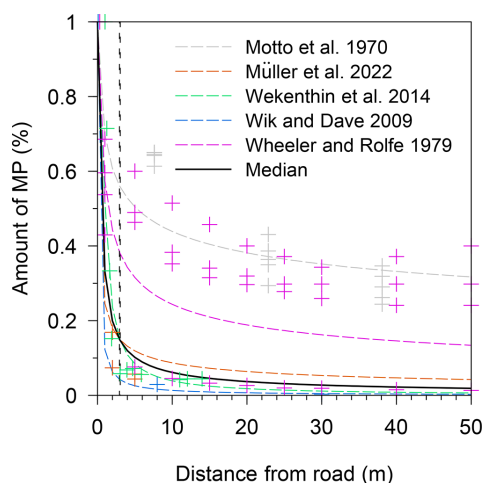 1
0.8
0.6
0.4
0.2
0
Amount of MP (%)
Motto et al. 1970
Müller et al. 2022
Wekenthin et al. 2014
Wik and Dave 2009
Wheeler and Rolfe 1979
Median
0 10 20 30 40 50
Distance from road (m)